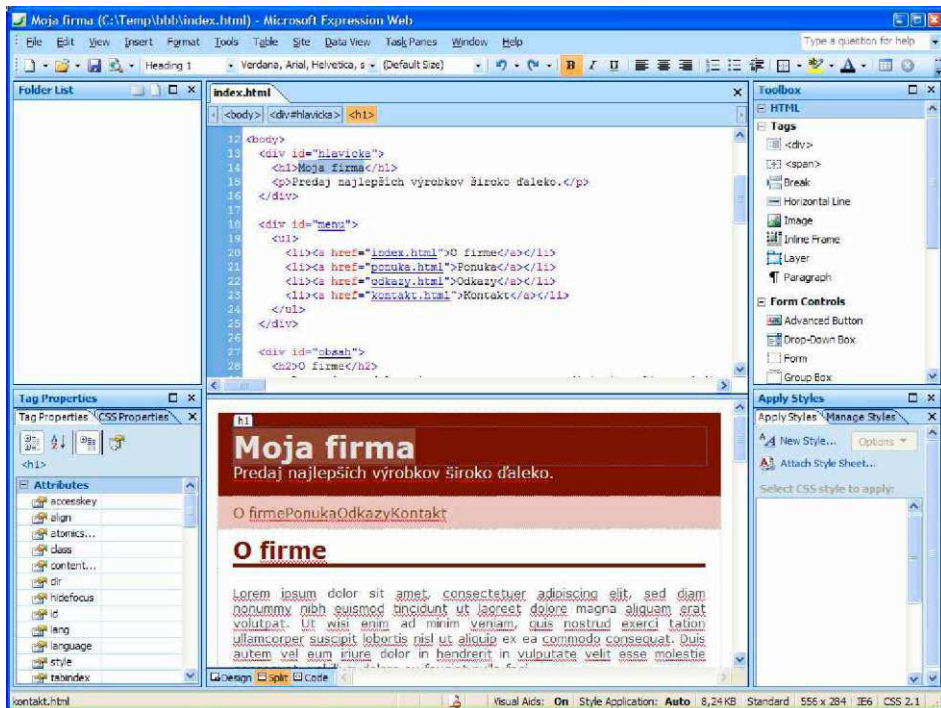 Moja firma (C:\Temp\bbb\index.html) - Microsoft Expression Web
File Edit View Insert Format Tools Table Site Data View Task Panes Window Help
Type a question for help
Heading 1 Verdana, Arial, Helvetica, s (Default Size) B I U
Folder List
index.html
<body> <div#hlavicka> <h1>
12 <body>
13 <div id="hlavicka">
14 <h1>Moja firma</h1>
15 <p>Predaj najlepších výrobkov široko ďaleko.</p>
16 </div>
17
18 <div id="menu">
19 <ul>
20 <li><a href="index.html">O firme</a></li>
21 <li><a href="ponuka.html">Ponuka</a></li>
22 <li><a href="odkazy.html">Odkazy</a></li>
23 <li><a href="kontakt.html">Kontakt</a></li>
24 </ul>
25 </div>
26
27 <div id="obsah">
28 <h2>O firme</h2>
Toolbox
HTML
Tags
<div>
<span>
Break
Horizontal Line
Image
Inline Frame
Layer
Paragraph
Form Controls
Advanced Button
Drop-Down Box
Form
Group Box
Tag Properties
Tag Properties CSS Properties
<h1>
Attributes
accesskey
align
atomics...
class
content...
dir
hidefocus
id
lang
language
style
tabindex
h1
Moja firma
Predaj najlepších výrobkov široko ďaleko.
O firmePonukaOdkazyKontakt
O firme
Lorem ipsum dolor sit amet, consectetuer adipiscing elit, sed diam
nonummy nibh euismod tincidunt ut laoreet dolore magna aliquam erat
volutpat. Ut wisi enim ad minim veniam, quis nostrud exerci tation
ullamcorper suscipit lobortis nisl ut aliquip ex ea commodo consequat. Duis
autem vel eum iriure dolor in hendrerit in vulputate velit esse molestie
Design Split Code
Apply Styles
Apply Styles Manage Styles
New Style... Options
Attach Style Sheet...
Select CSS style to apply:
kontakt.html
Visual Aids: On Style Application: Auto 8,24 KB Standard 556 x 284 IE6 CSS 2.1